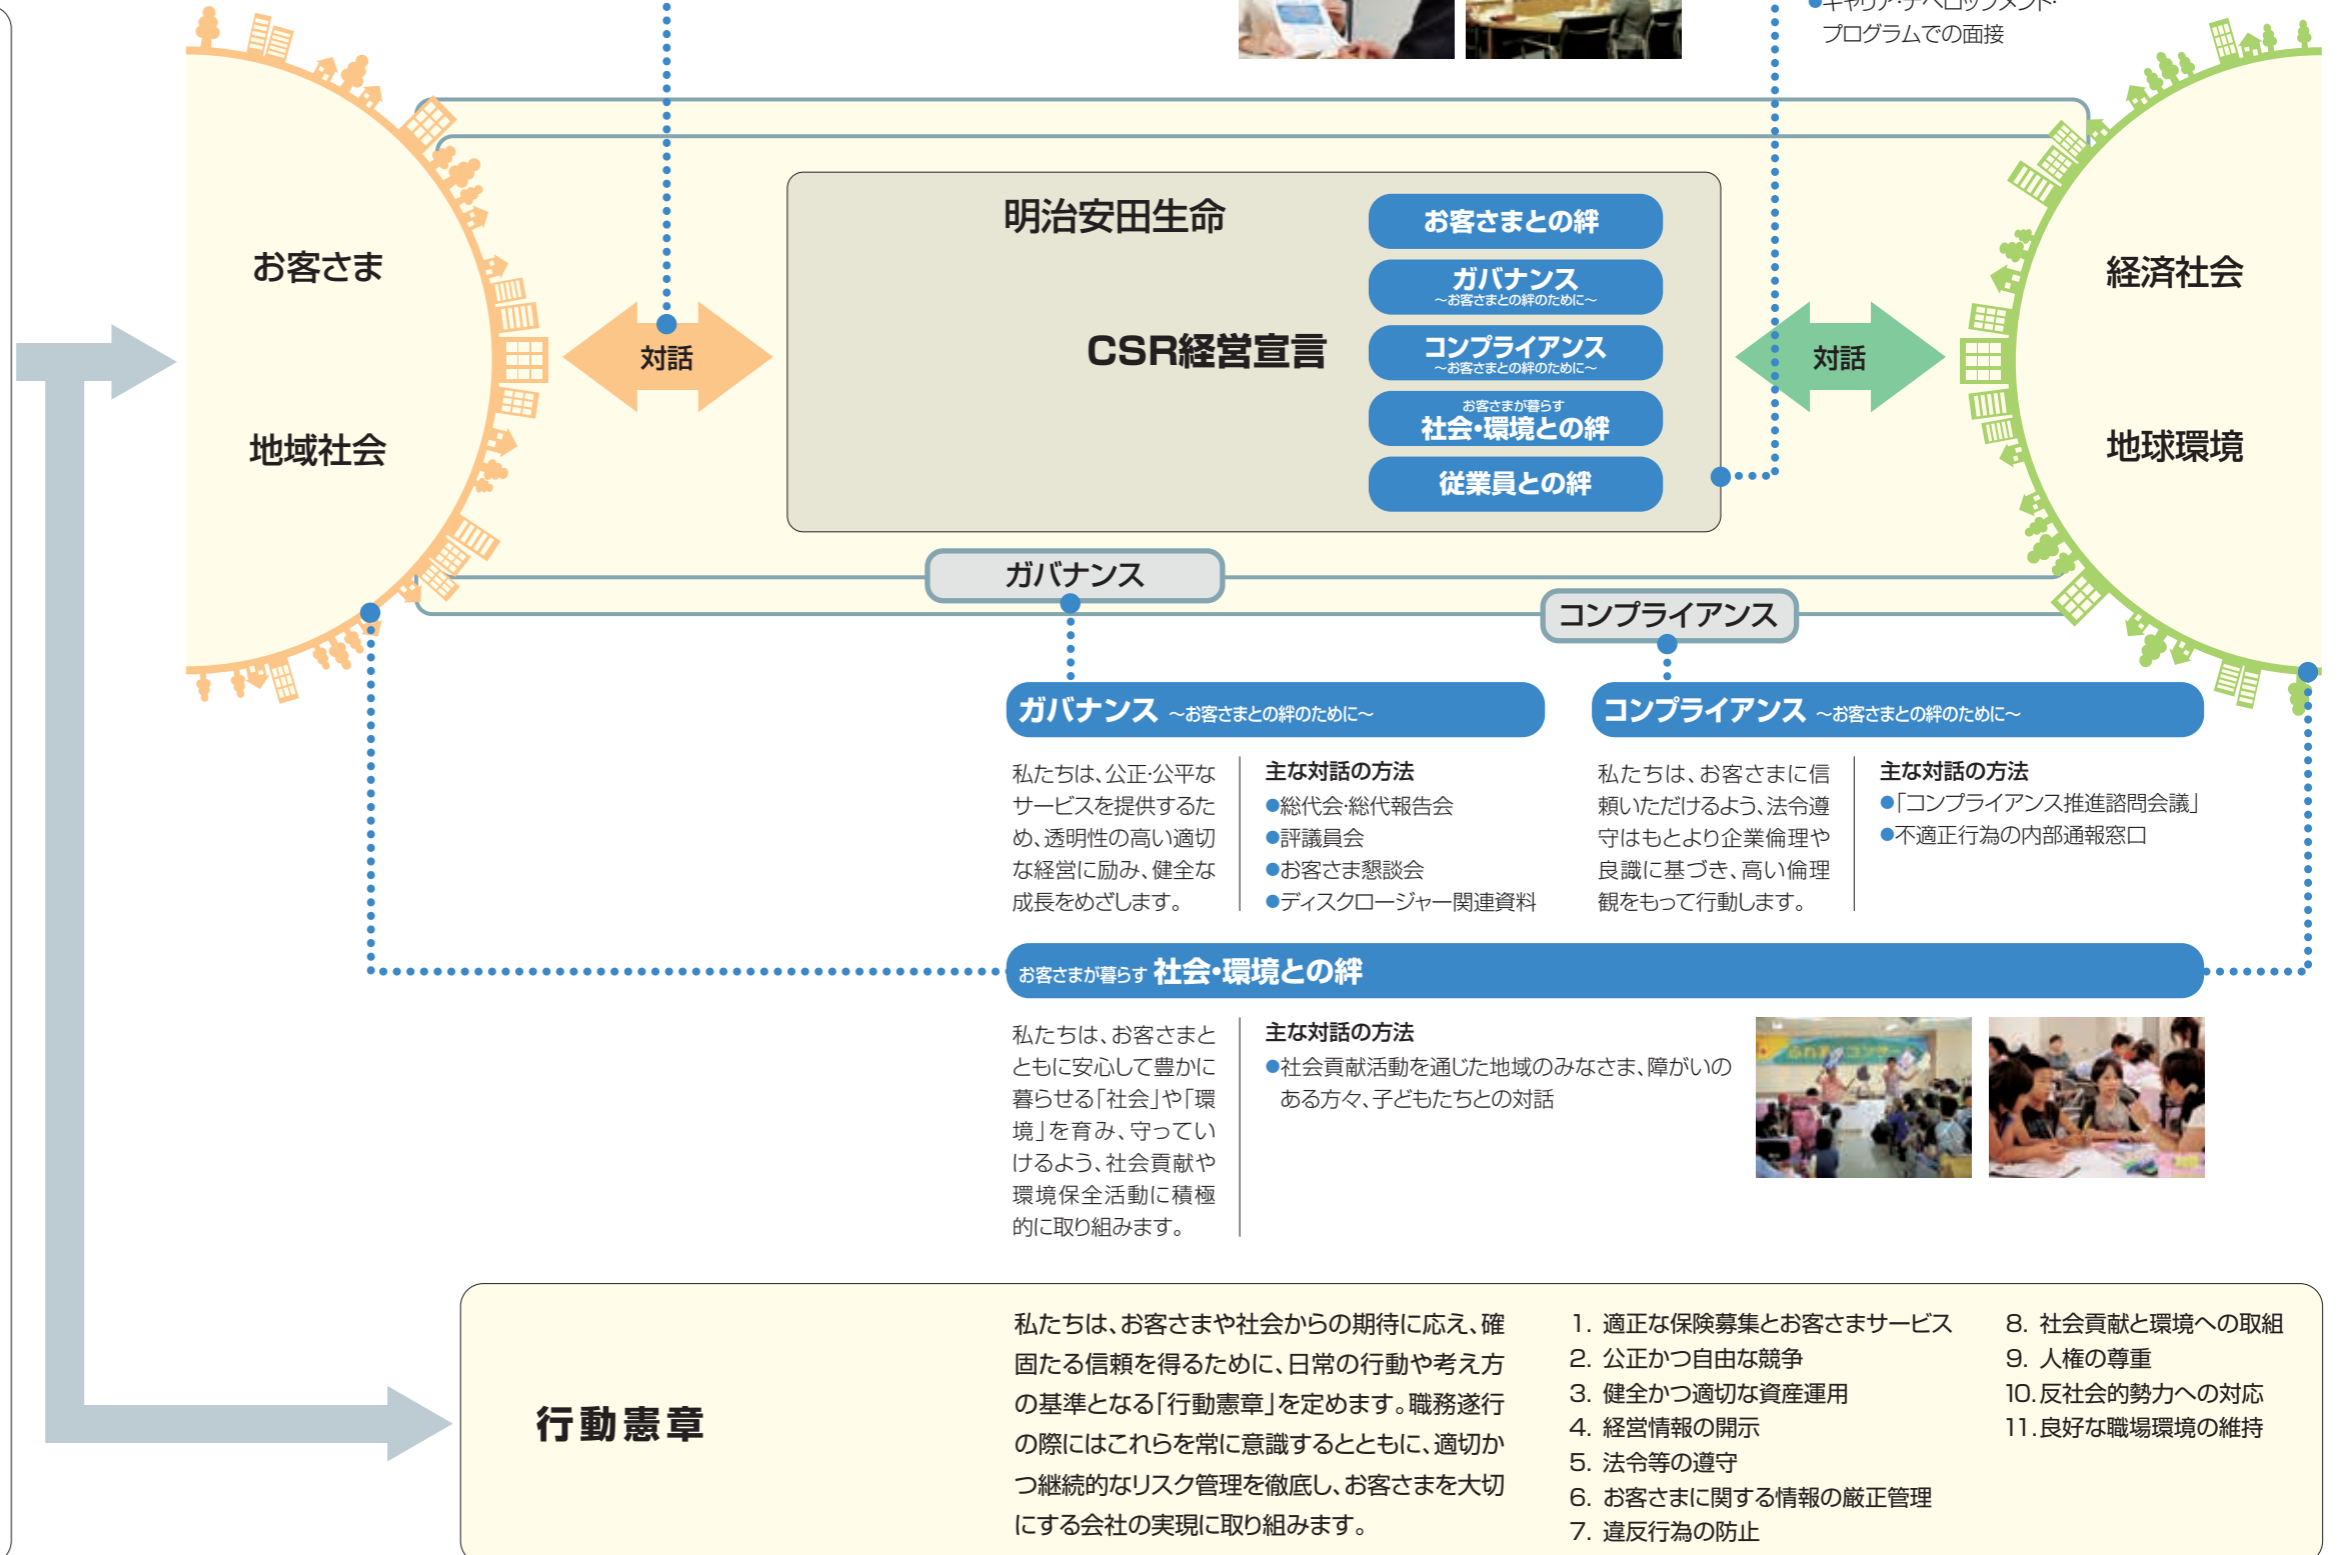 プログラムでの面接
お客さま
地域社会
対話
明治安田生命
CSR経営宣言
お客さまとの絆
ガバナンス
～お客さまとの絆のために～
コンプライアンス
～お客さまとの絆のために～
お客さまが暮らす
社会・環境との絆
従業員との絆
対話
経済社会
地球環境
ガバナンス
コンプライアンス
ガバナンス ～お客さまとの絆のために～
私たちは、公正・公平な
サービスを提供するた
め、透明性の高い適切
な経営に励み、健全な
成長をめざします。
主な対話の方法
●総代会・総代報告会
●評議員会
●お客さま懇談会
●ディスクロージャー関連資料
コンプライアンス ～お客さまとの絆のために～
私たちは、お客さまに信
頼いただけるよう、法令遵
守はもとより企業倫理や
良識に基づき、高い倫理
観をもって行動します。
主な対話の方法
●「コンプライアンス推進諮問会議」
●不適正行為の内部通報窓口
お客さまが暮らす 社会・環境との絆
私たちは、お客さまと
ともに安心して豊かに
暮らせる「社会」や「環
境」を育み、守ってい
けるよう、社会貢献や
環境保全活動に積極
的に取り組みます。
主な対話の方法
●社会貢献活動を通じた地域のみなさま、障がいの
ある方々、子どもたちとの対話
行動憲章
私たちは、お客さまや社会からの期待に応え、確
固たる信頼を得るために、日常の行動や考え方
の基準となる「行動憲章」を定めます。職務遂行
の際にはこれらを常に意識するとともに、適切か
つ継続的なリスク管理を徹底し、お客さまを大切
にする会社の実現に取り組みます。
1. 適正な保険募集とお客さまサービス
2. 公正かつ自由な競争
3. 健全かつ適切な資産運用
4. 経営情報の開示
5. 法令等の遵守
6. お客さまに関する情報の厳正管理
7. 違反行為の防止
8. 社会貢献と環境への取組
9. 人権の尊重
10.反社会的勢力への対応
11.良好な職場環境の維持